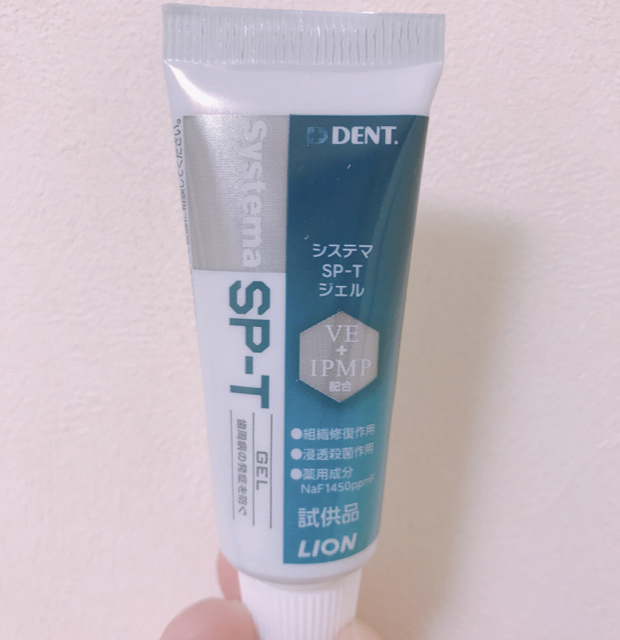 DENT.
Systema
SP-T
GEL
歯周病の発症を防ぐ
システマ
SP-T
ジェル
VE
+
IPMP
配合
●組織修復作用
●浸透殺菌作用
●薬用成分
NaF1450ppmF
試供品
LION